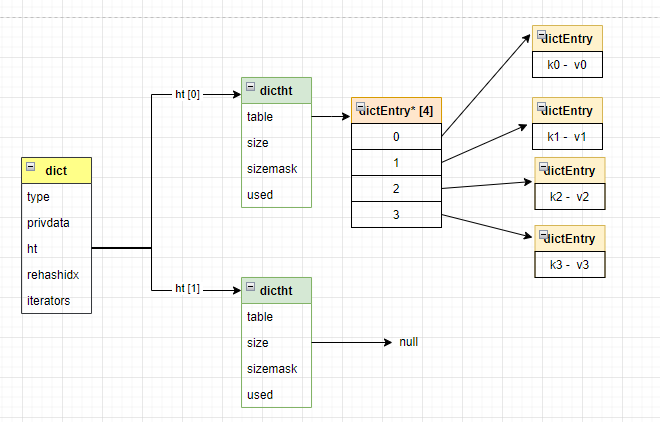 dict
type
privdata
ht
rehashidx
iterators
ht [0]
dictht
table
size
sizemask
used
dictEntry* [4]
0
1
2
3
dictEntry
k0 - v0
dictEntry
k1 - v1
dictEntry
k2 - v2
dictEntry
k3 - v3
ht [1]
dictht
table
size
sizemask
used
null